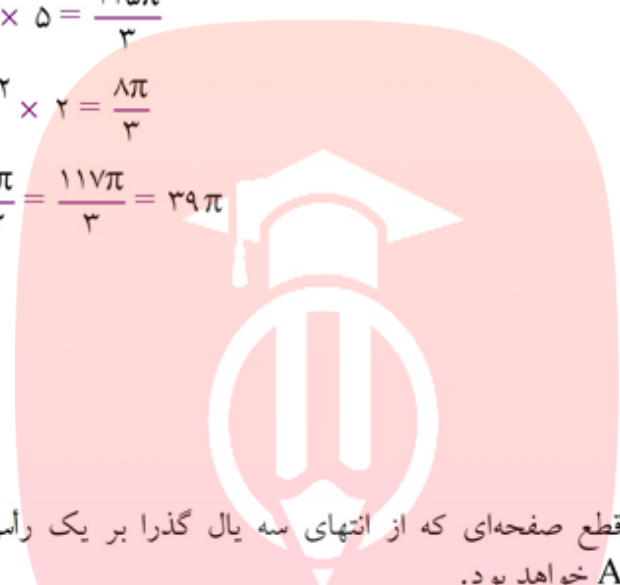 × ۵ =
۳
× ۲ = ۸π/۳
= ۱۱۷π/۳ = ۳۹π
قطع صفحه‌ای که از انتهای سه یال گذرا بر یک رأس
A خواهد بود.